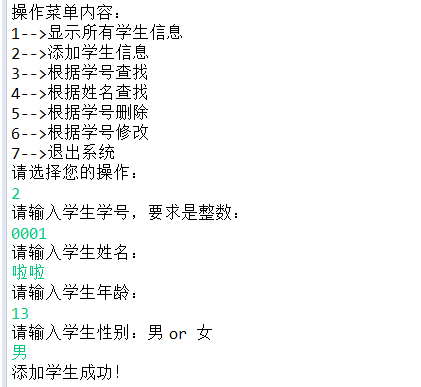 操作菜单内容：
1-->显示所有学生信息
2-->添加学生信息
3-->根据学号查找
4-->根据姓名查找
5-->根据学号删除
6-->根据学号修改
7-->退出系统
请选择您的操作：
2
请输入学生学号，要求是整数：
0001
请输入学生姓名：
啦啦
请输入学生年龄：
13
请输入学生性别：男 or 女
男
添加学生成功！